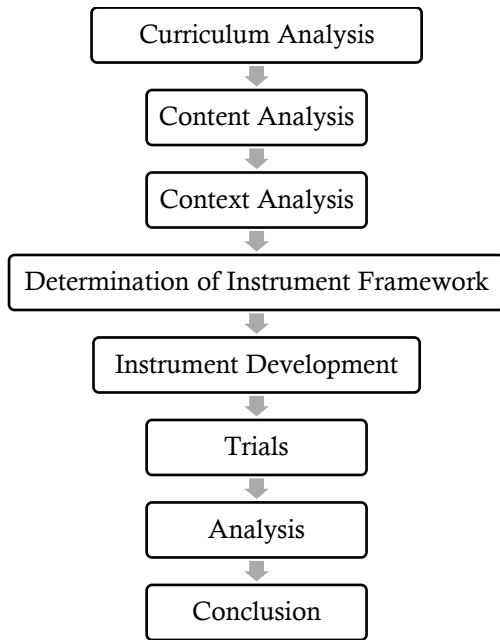 Curriculum Analysis
Content Analysis
Context Analysis
Determination of Instrument Framework
Instrument Development
Trials
Analysis
Conclusion